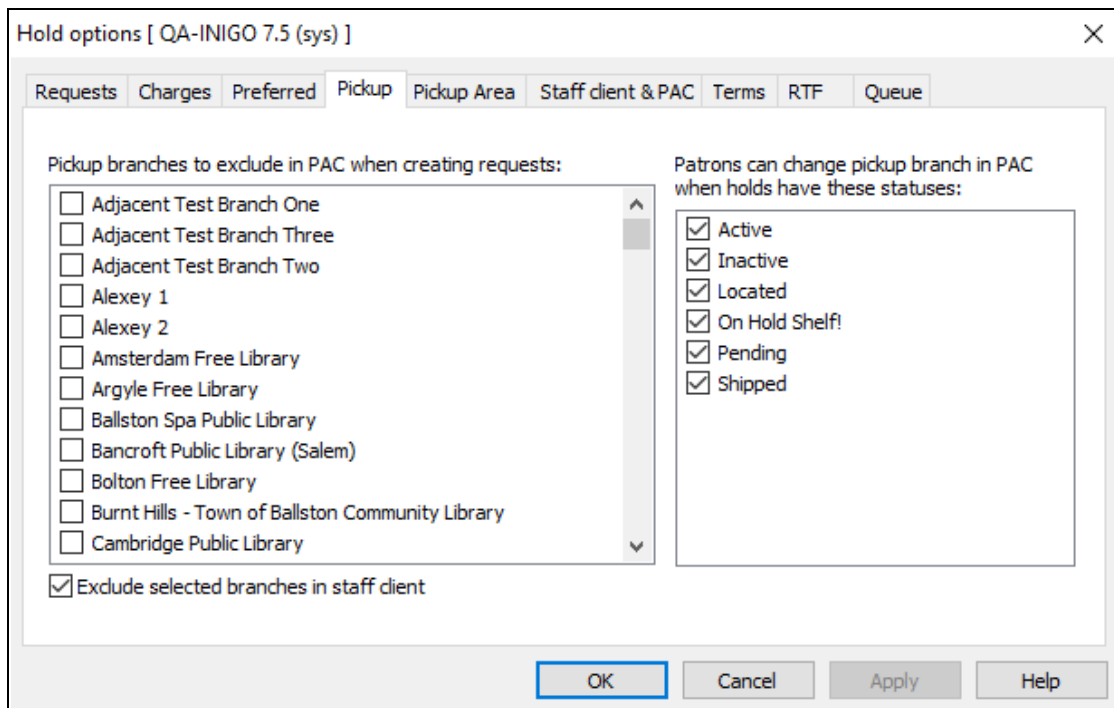 Hold options [ QA-INIGO 7.5 (sys) ]
Requests Charges Preferred Pickup Pickup Area Staff client & PAC Terms RTF Queue
Pickup branches to exclude in PAC when creating requests:
Adjacent Test Branch One
Adjacent Test Branch Three
Adjacent Test Branch Two
Alexey 1
Alexey 2
Amsterdam Free Library
Argyle Free Library
Ballston Spa Public Library
Bancroft Public Library (Salem)
Bolton Free Library
Burnt Hills - Town of Ballston Community Library
Cambridge Public Library
Exclude selected branches in staff client
Patrons can change pickup branch in PAC
when holds have these statuses:
Active
Inactive
Located
On Hold Shelf!
Pending
Shipped
OK Cancel Apply Help